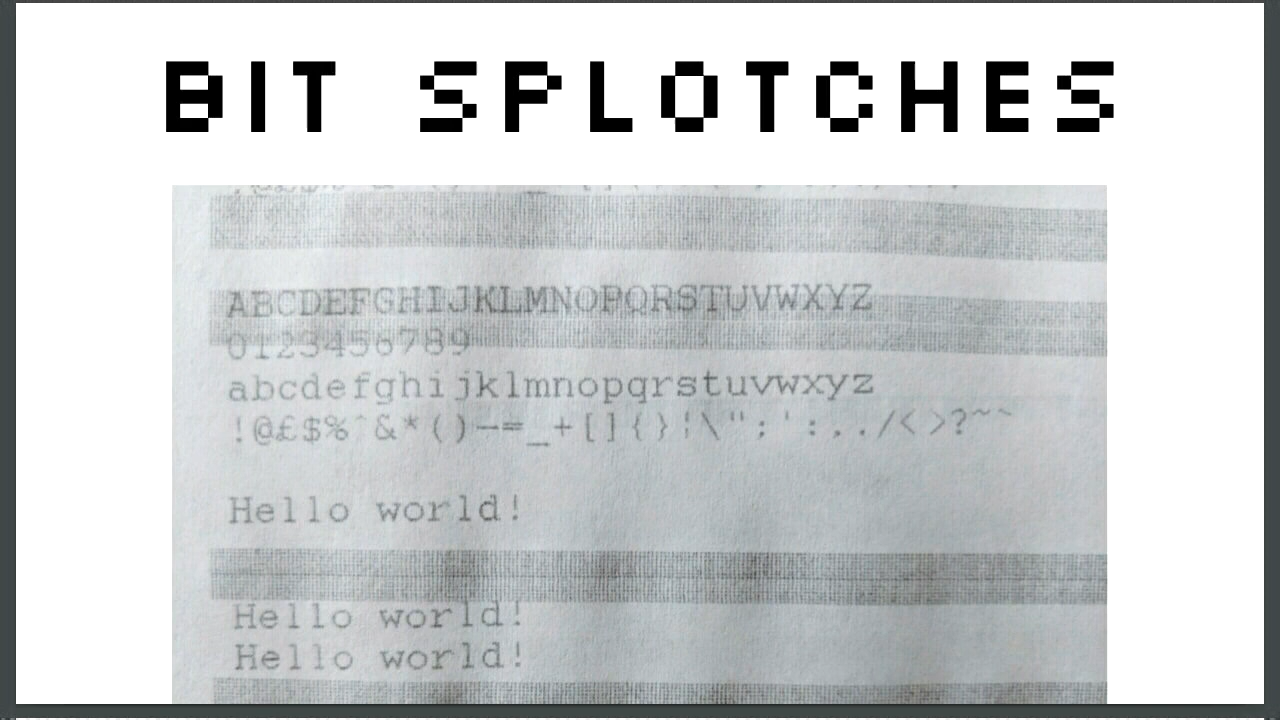 BIT SPLOTCHES
ABCDEFGHIJKLMNOPQRSTUVWXYZ
0123456789
abcdefghijklmnopqrstuvwxyz
!@£$%^&*()-=_+[]{}¦\";':,./<>?~`
Hello world!
Hello world!
Hello world!